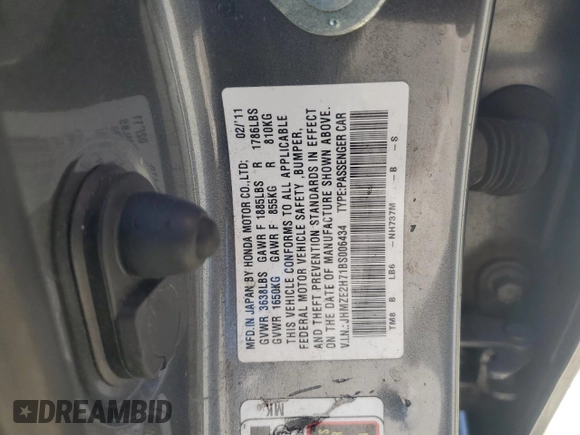 MFD.IN JAPAN BY HONDA MOTOR CO.,LTD; 02/'11
GVWR 3638LBS GAWR F 1885LBS R 1786LBS
GVWR 1650KG GAWR F 855KG R 810KG
THIS VEHICLE CONFORMS TO ALL APPLICABLE
FEDERAL MOTOR VEHICLE SAFETY ,BUMPER,
AND THEFT PREVENTION STANDARDS IN EFFECT
ON THE DATE OF MANUFACTURE SHOWN ABOVE.
V.I.N.:JHMZE2H71BS006434 TYPE:PASSENGER CAR
TM8 B LB6 -NH737M -B -S
MK
DREAMBID